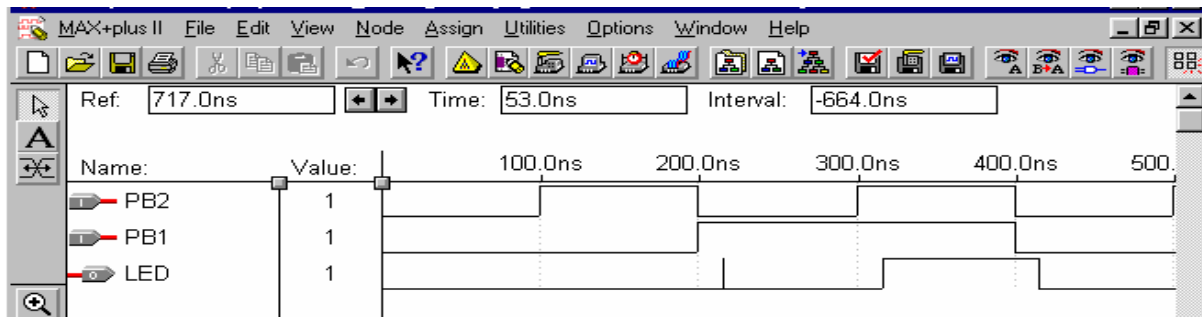 MAX+plus II File Edit View Node Assign Utilities Options Window Help
A B A
A
Ref: 717.0ns Time: 53.0ns Interval: -664.0ns
Name: Value: 100.0ns 200.0ns 300.0ns 400.0ns 500.
PB2 1
PB1 1
LED 1